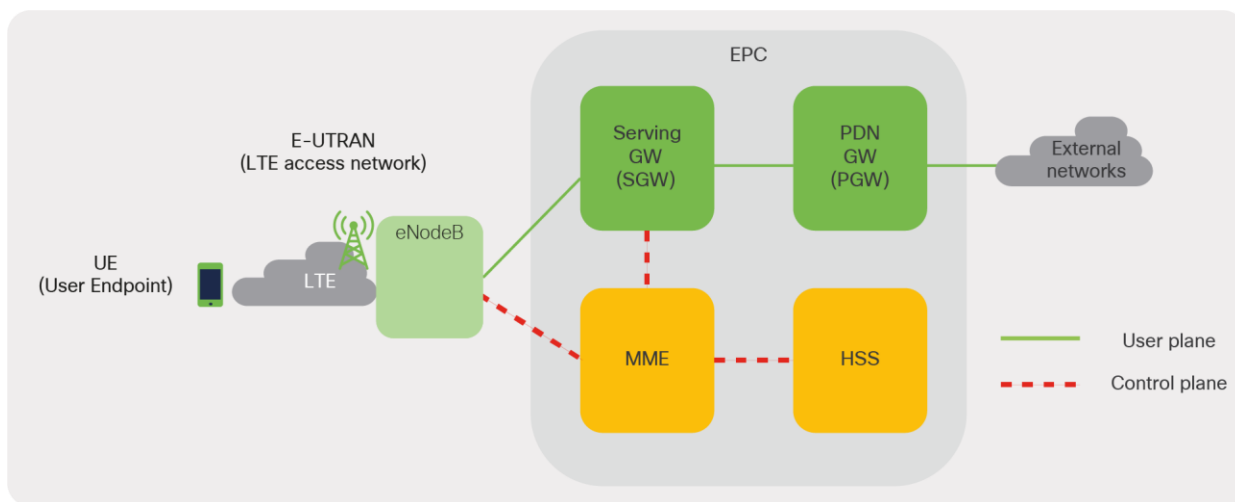 EPC
E-UTRAN
(LTE access network)
Serving
GW
(SGW)
PDN
GW
(PGW)
External
networks
eNodeB
UE
(User Endpoint)
LTE
MME
HSS
User plane
Control plane